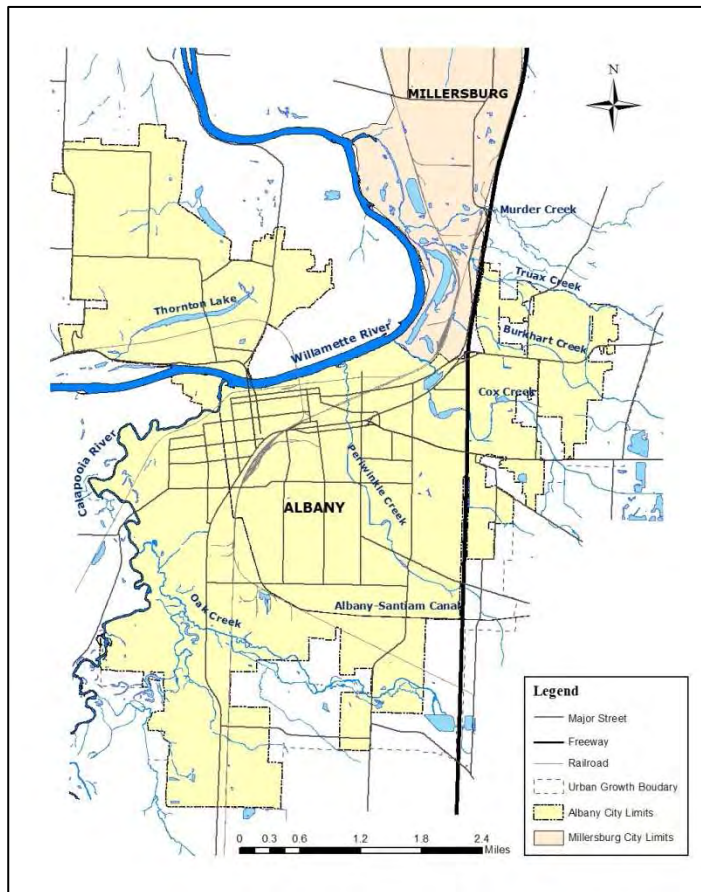 MILLERSBURG
N
Murder Creek
Truax Creek
Thornton Lake
Burkhart Creek
Willamette River
Cox Creek
Calapooia River
Periwinkle Creek
ALBANY
Albany-Santiam Canal
Oak Creek
Legend
Major Street
Freeway
Railroad
Urban Growth Boudary
Albany City Limits
Millersburg City Limits
0 0.3 0.6 1.2 1.8 2.4
Miles